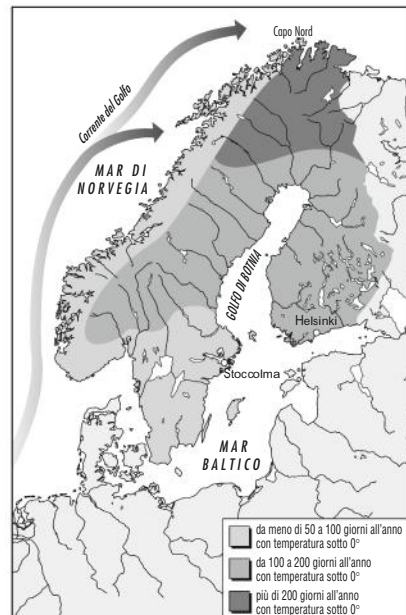 Capo Nord
Corrente del Golfo
MAR DI
NORVEGIA
GOLFO DI BOTNIA
Helsinki
Stoccolma
MAR
BALTICO
da meno di 50 a 100 giorni all'anno
con temperatura sotto 0°
da 100 a 200 giorni all'anno
con temperatura sotto 0°
più di 200 giorni all'anno
con temperatura sotto 0°